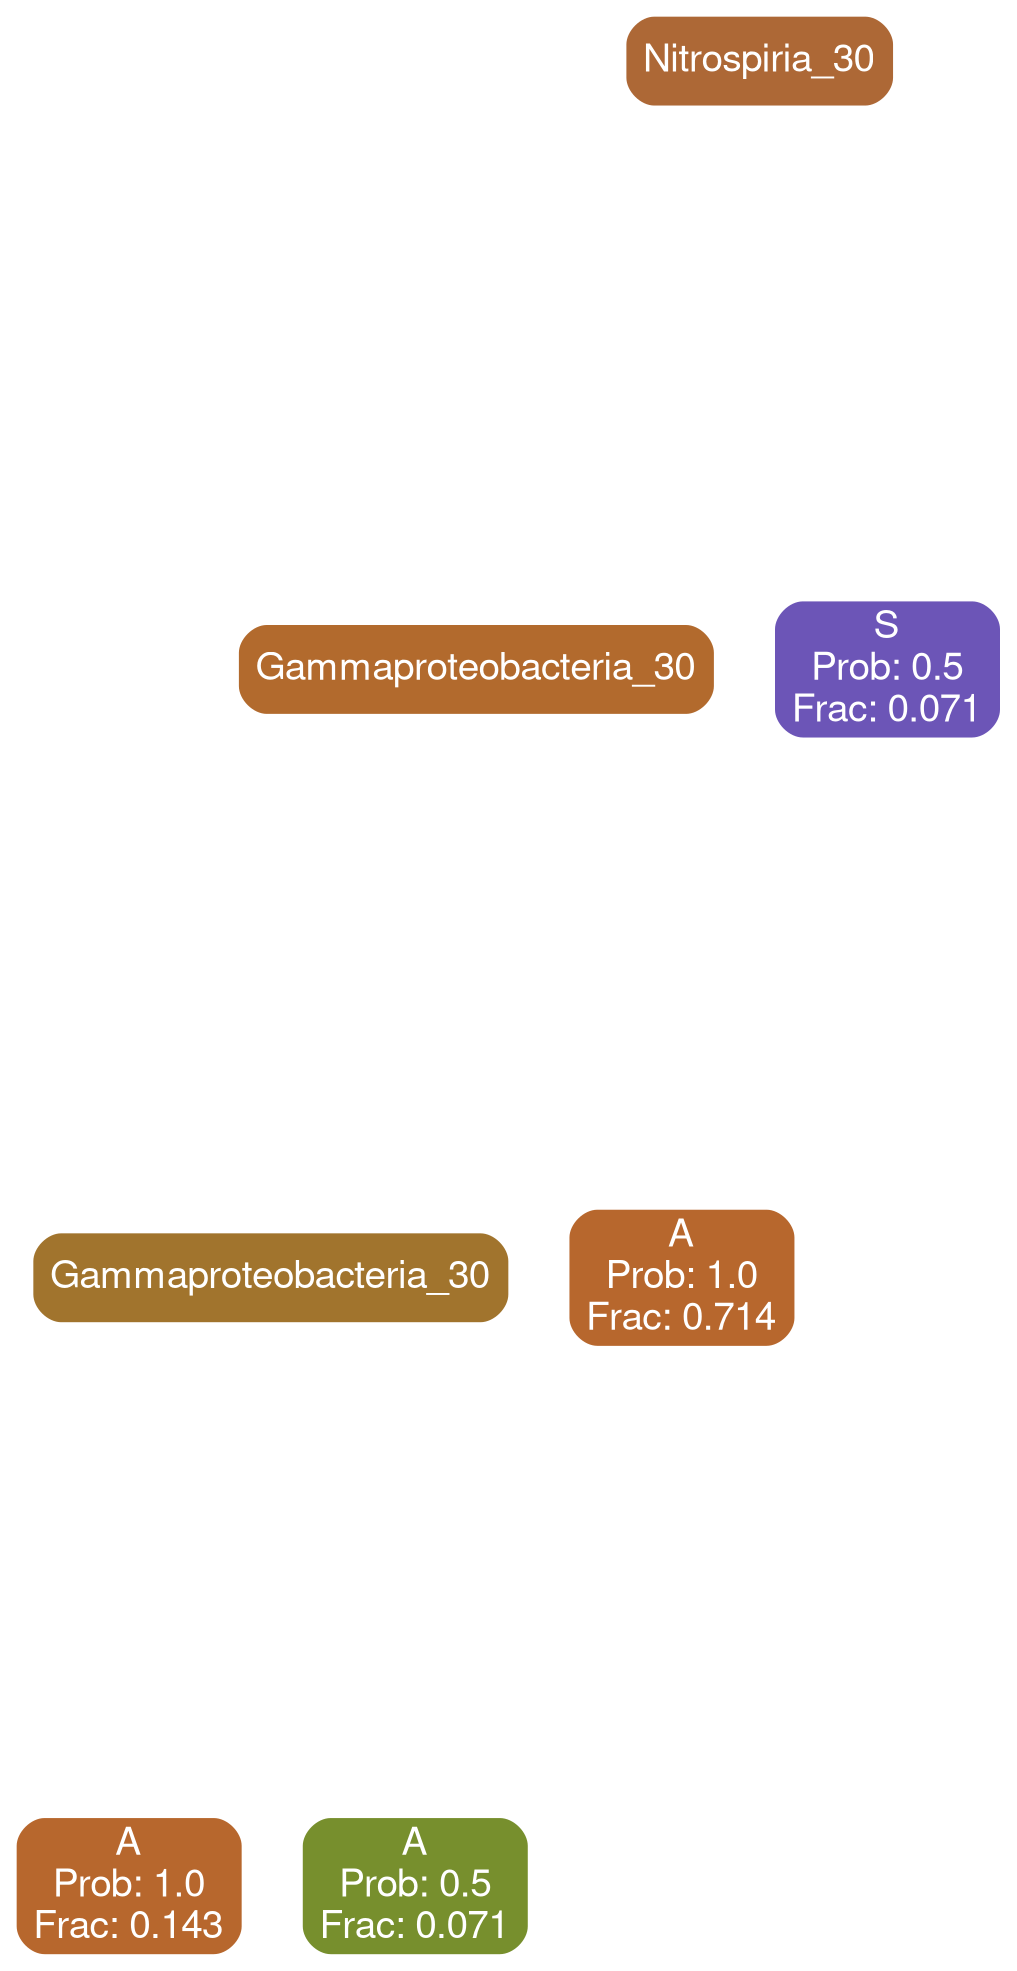 Nitrospiria_30
Gammaproteobacteria_30
S
Prob: 0.5
Frac: 0.071
Gammaproteobacteria_30
A
Prob: 1.0
Frac: 0.714
A
Prob: 1.0
Frac: 0.143
A
Prob: 0.5
Frac: 0.071